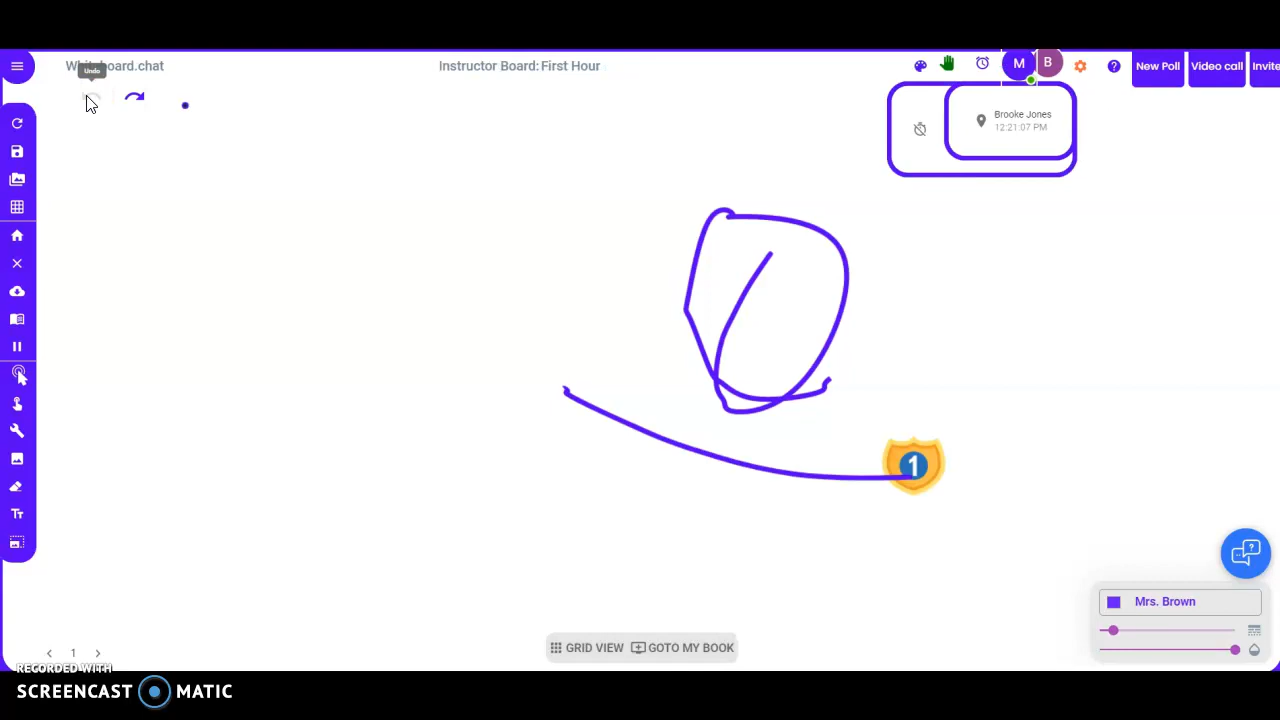 Whiteboard.chat
Undo
Instructor Board: First Hour
M
B
New Poll
Video call
Invite
Brooke Jones
12:21:07 PM
1
Mrs. Brown
1
GRID VIEW
GOTO MY BOOK
RECORDED WITH
SCREENCAST MATIC